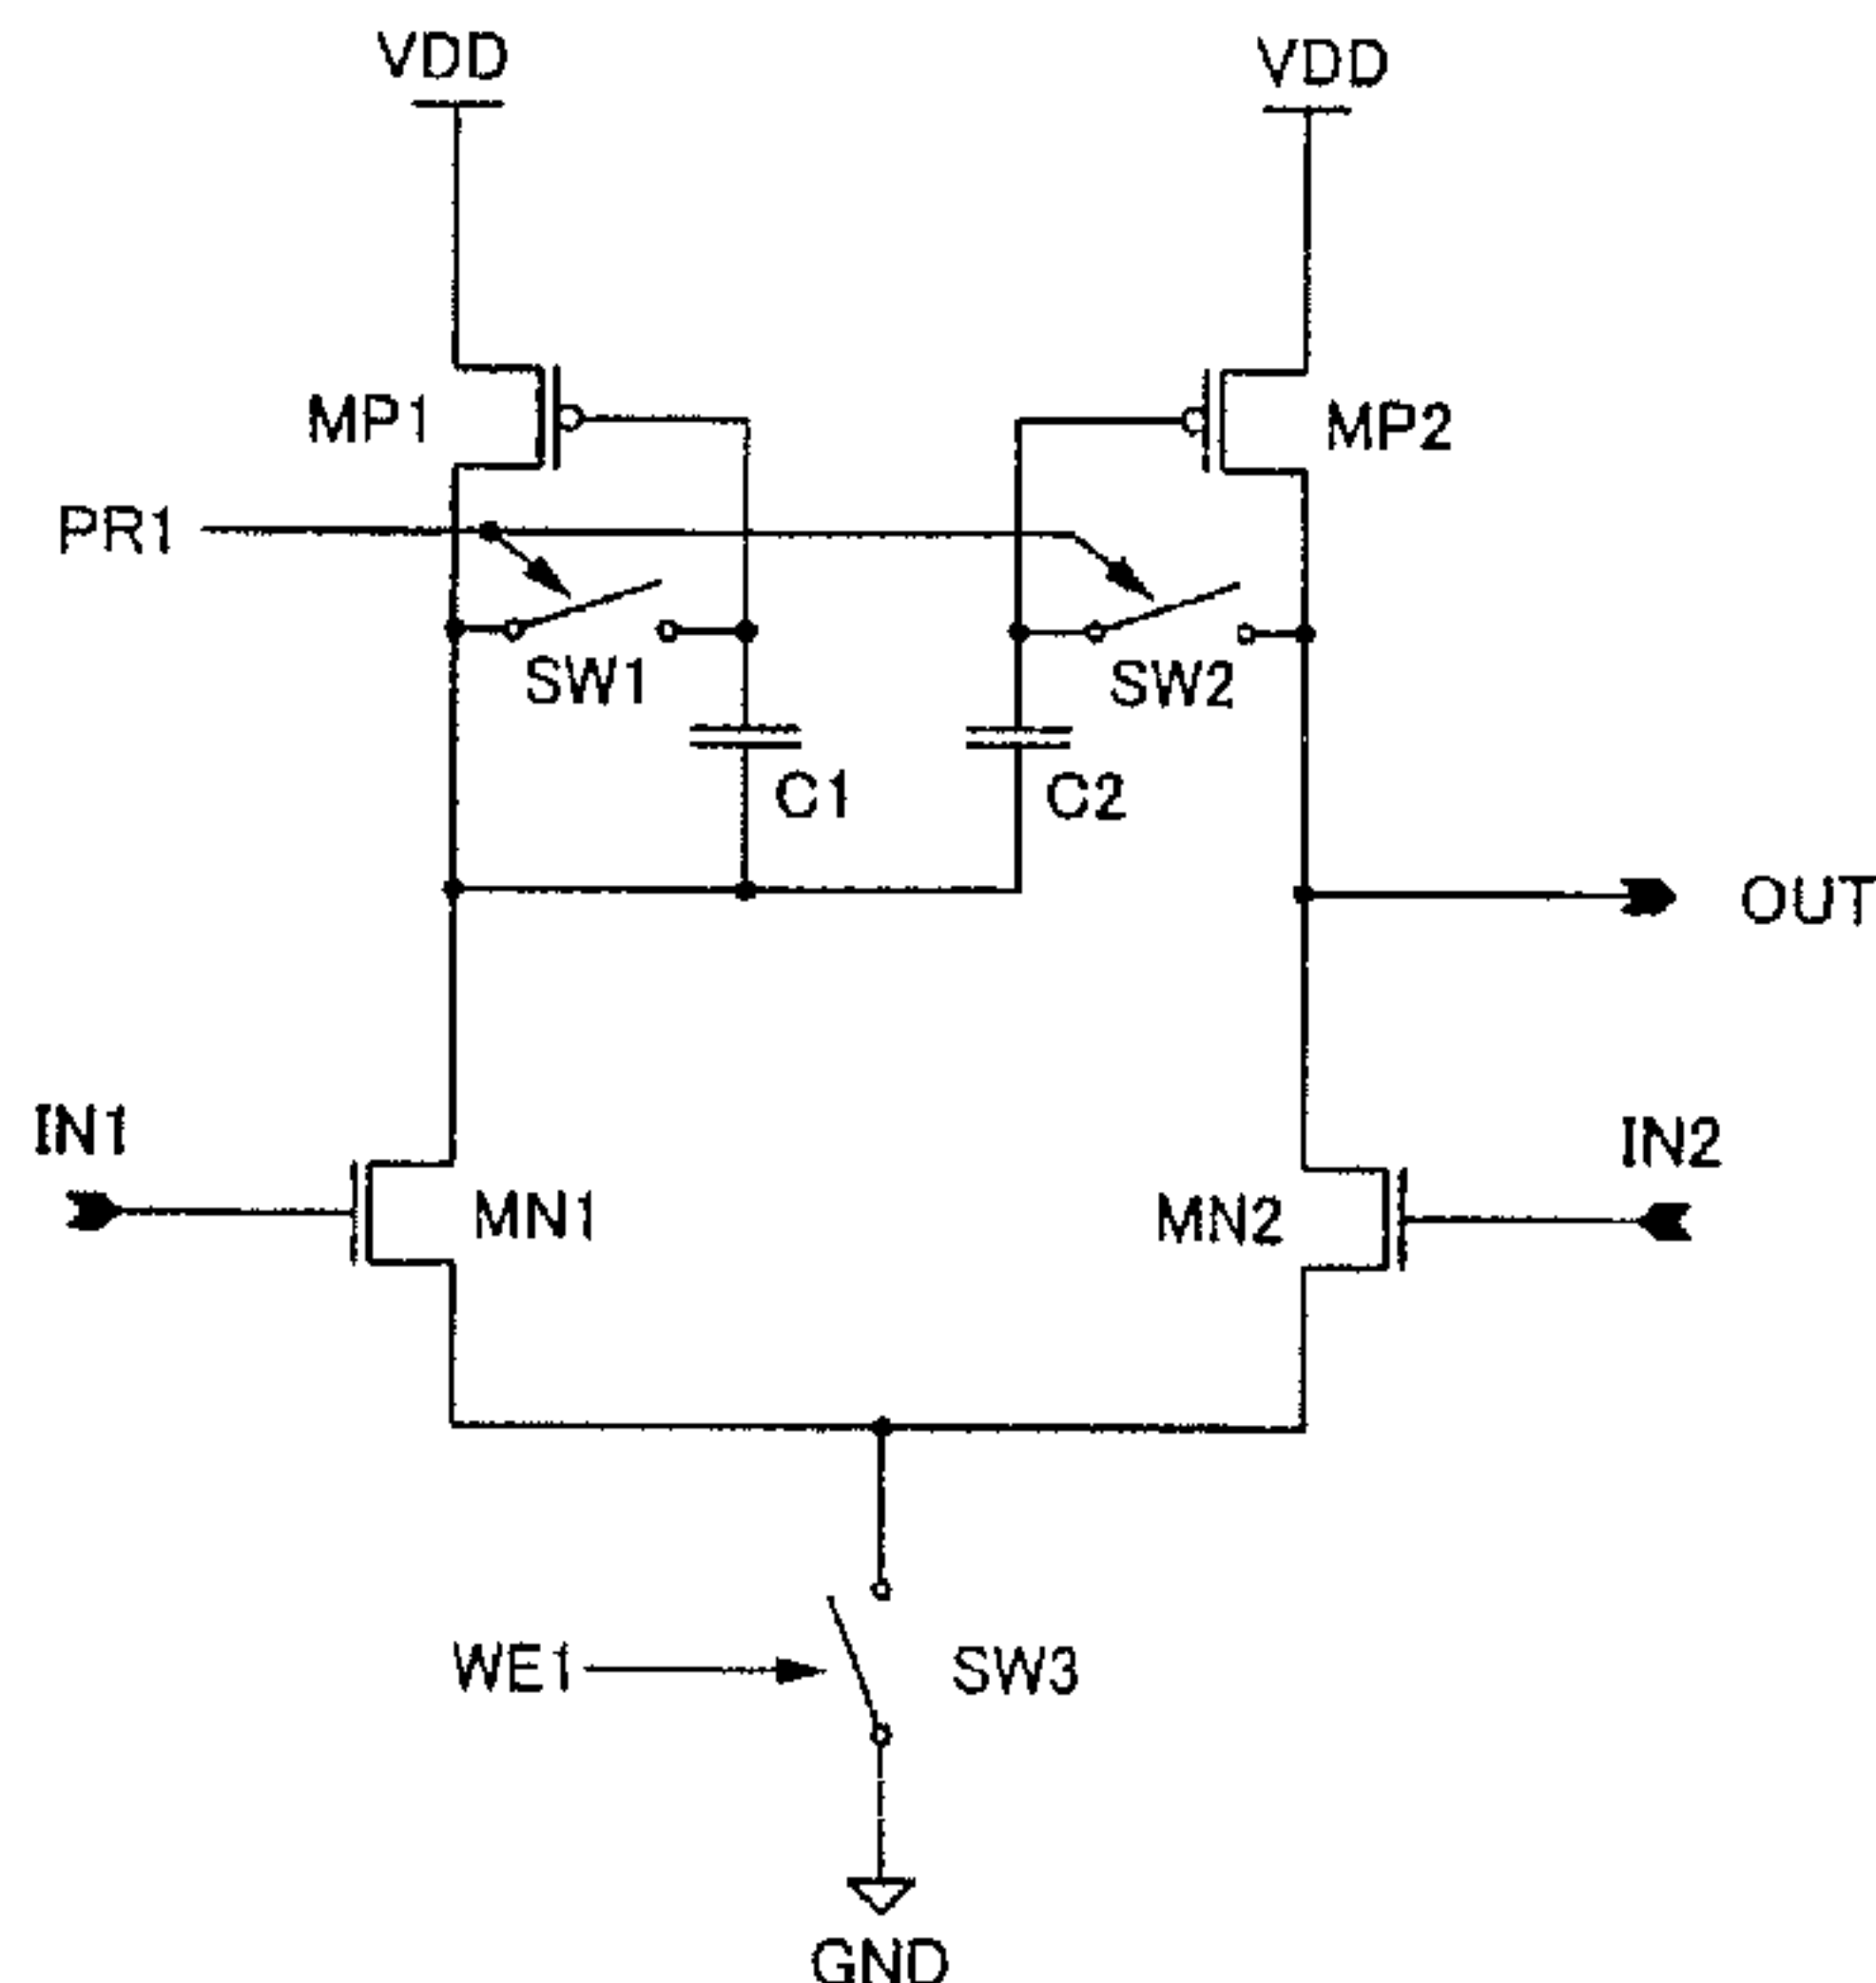 VDD
VDD
MP1
MP2
PR1
SW1
SW2
C1
C2
OUT
IN1
IN2
MN1
MN2
WE1
SW3
GND